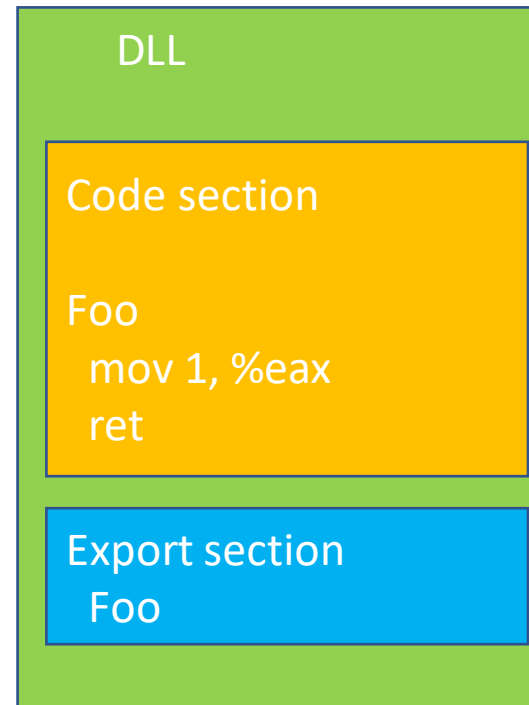 DLL
Code section
Foo
mov 1, %eax
ret
Export section
Foo